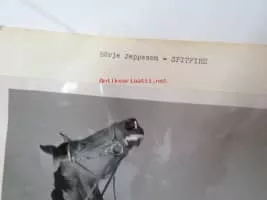 Börje Jeppsson - SPITFIRE
Antikvariaatti.net